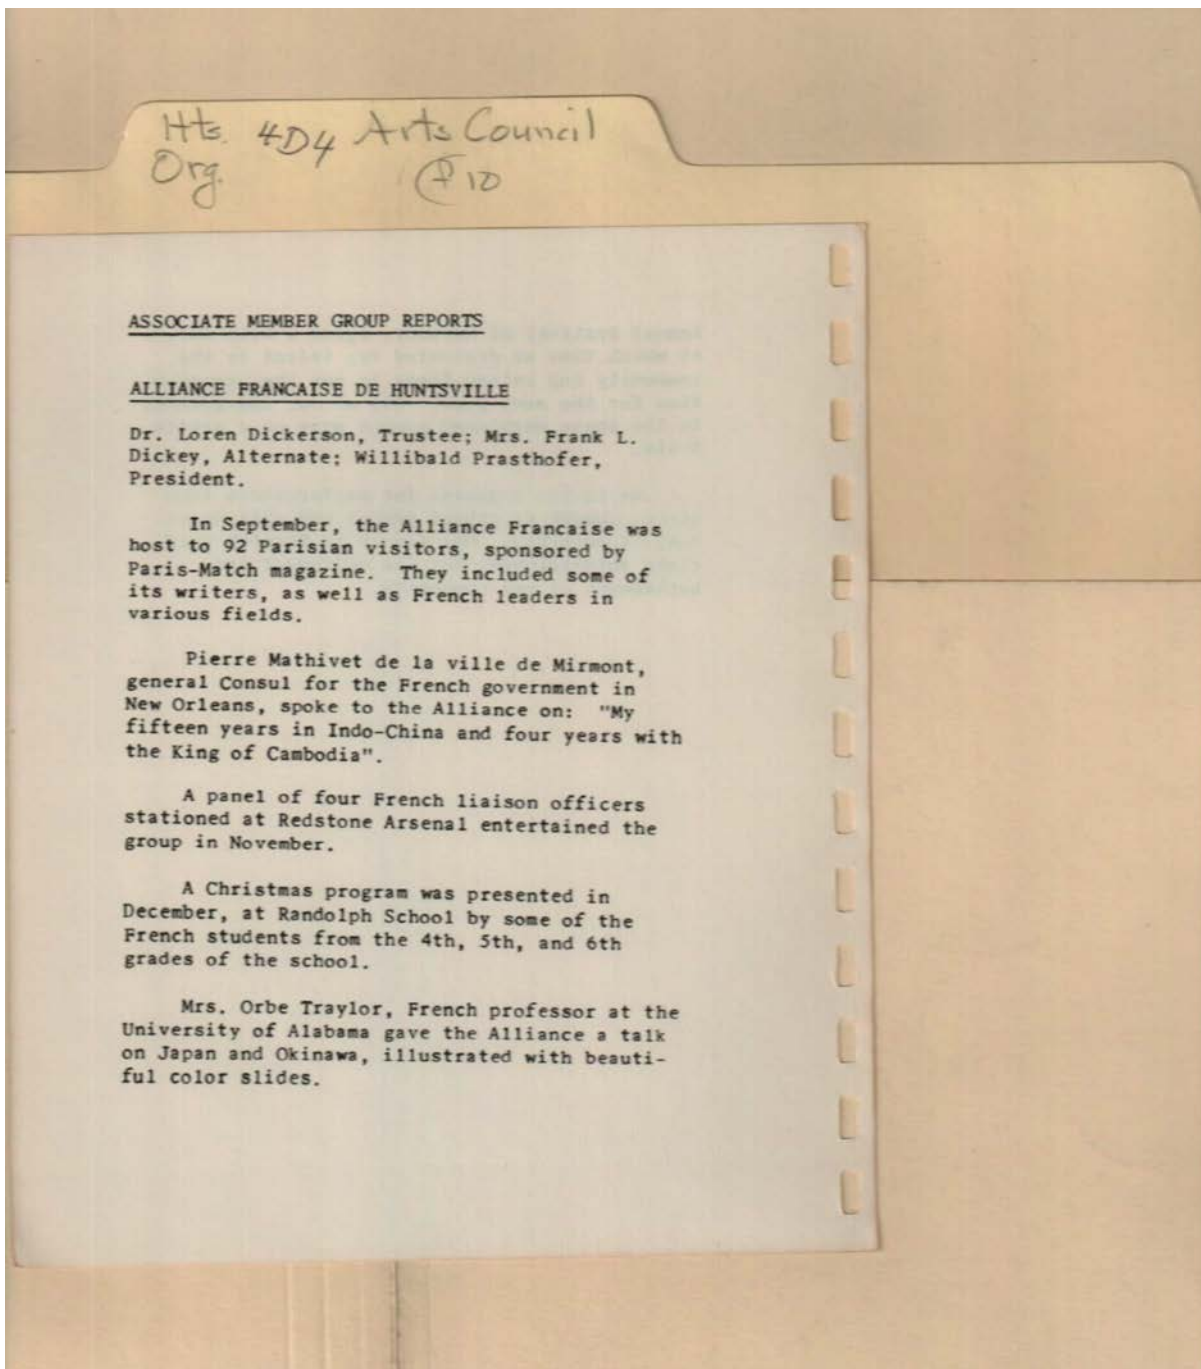 Hts. 4D4 Arts Council
Org. P10
ASSOCIATE MEMBER GROUP REPORTS
ALLIANCE FRANCAISE DE HUNTSVILLE
Dr. Loren Dickerson, Trustee; Mrs. Frank L.
Dickey, Alternate; Willibald Prasthofer,
President.
In September, the Alliance Francaise was
host to 92 Parisian visitors, sponsored by
Paris-Match magazine. They included some of
its writers, as well as French leaders in
various fields.
Pierre Mathivet de la ville de Mirmont,
general Consul for the French government in
New Orleans, spoke to the Alliance on: "My
fifteen years in Indo-China and four years with
the King of Cambodia".
A panel of four French liaison officers
stationed at Redstone Arsenal entertained the
group in November.
A Christmas program was presented in
December, at Randolph School by some of the
French students from the 4th, 5th, and 6th
grades of the school.
Mrs. Orbe Traylor, French professor at the
University of Alabama gave the Alliance a talk
on Japan and Okinawa, illustrated with beauti-
ful color slides.